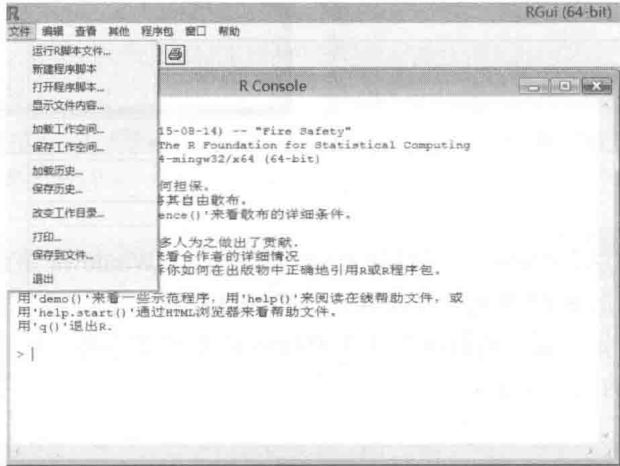 R
RGui (64-bit)
文件 编辑 查看 其他 程序包 窗口 帮助
运行R脚本文件...
新建程序脚本
打开程序脚本...
显示文件内容...
加载工作空间...
保存工作空间...
加载历史...
保存历史...
改变工作目录...
打印...
保存到文件...
退出
R Console
15-08-14) -- "Fire Safety"
The R Foundation for Statistical Computing
4-mingw32/x64 (64-bit)
何担保。
将其自由散布。
ence()'来看散布的详细条件。
多人为之做出了贡献.
来看合作者的详细情况
你如何在出版物中正确地引用R或R程序包。
用'demo()'来看一些示范程序，用'help()'来阅读在线帮助文件，或
用'help.start()'通过HTML浏览器来看帮助文件。
用'q()'退出R.
>